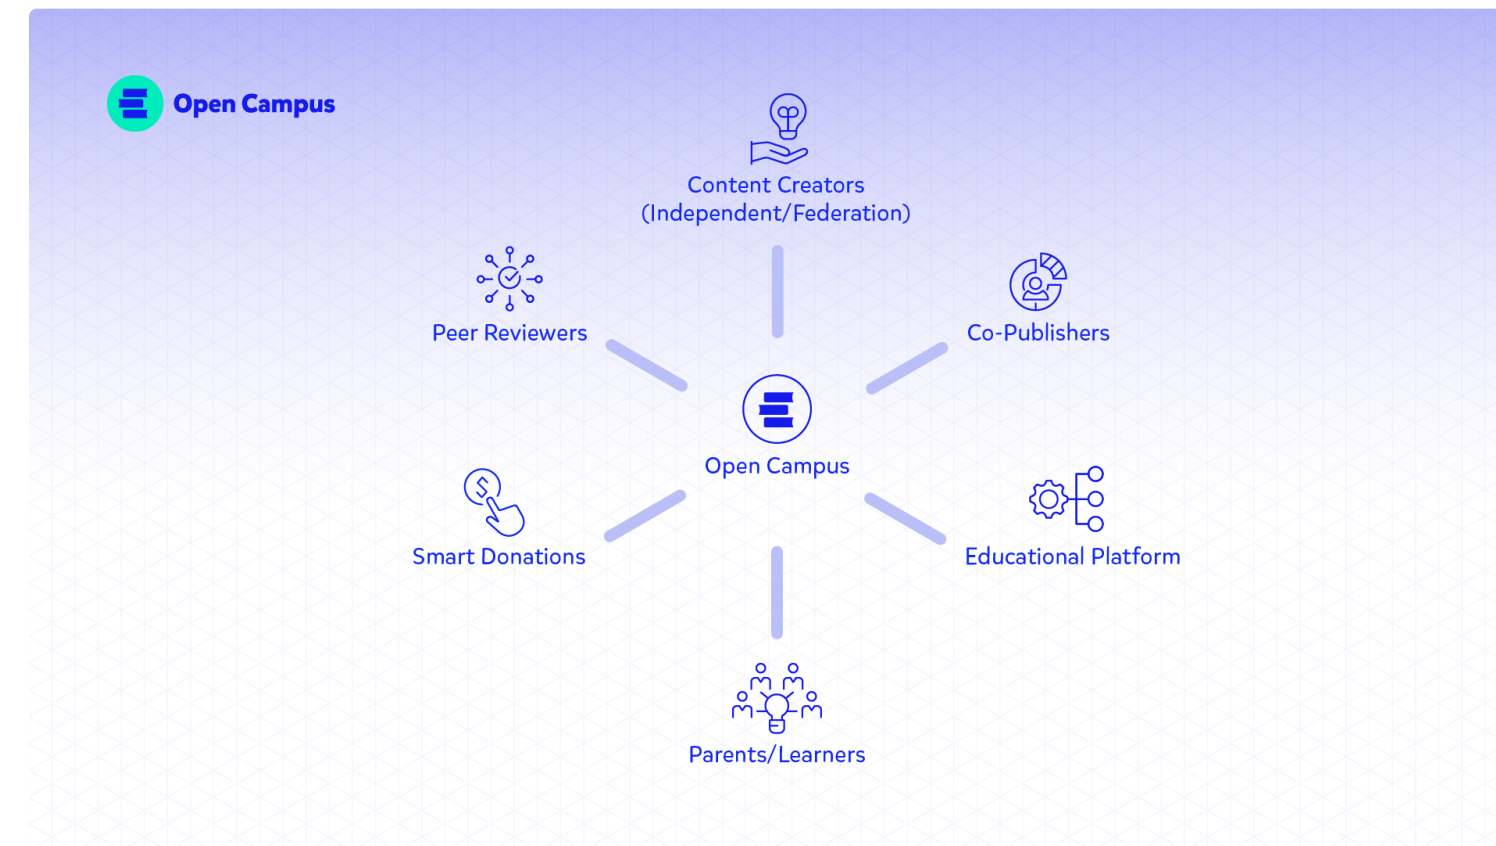 Open Campus
Content Creators
(Independent/Federation)
Peer Reviewers
Co-Publishers
Open Campus
Smart Donations
Educational Platform
Parents/Learners